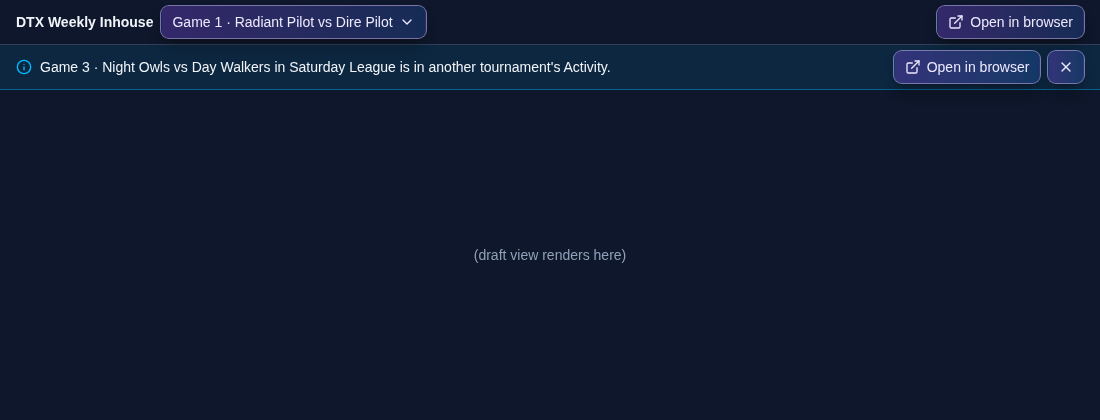 DTX Weekly Inhouse
Game 1 · Radiant Pilot vs Dire Pilot
Open in browser
Game 3 · Night Owls vs Day Walkers in Saturday League is in another tournament's Activity.
Open in browser
(draft view renders here)